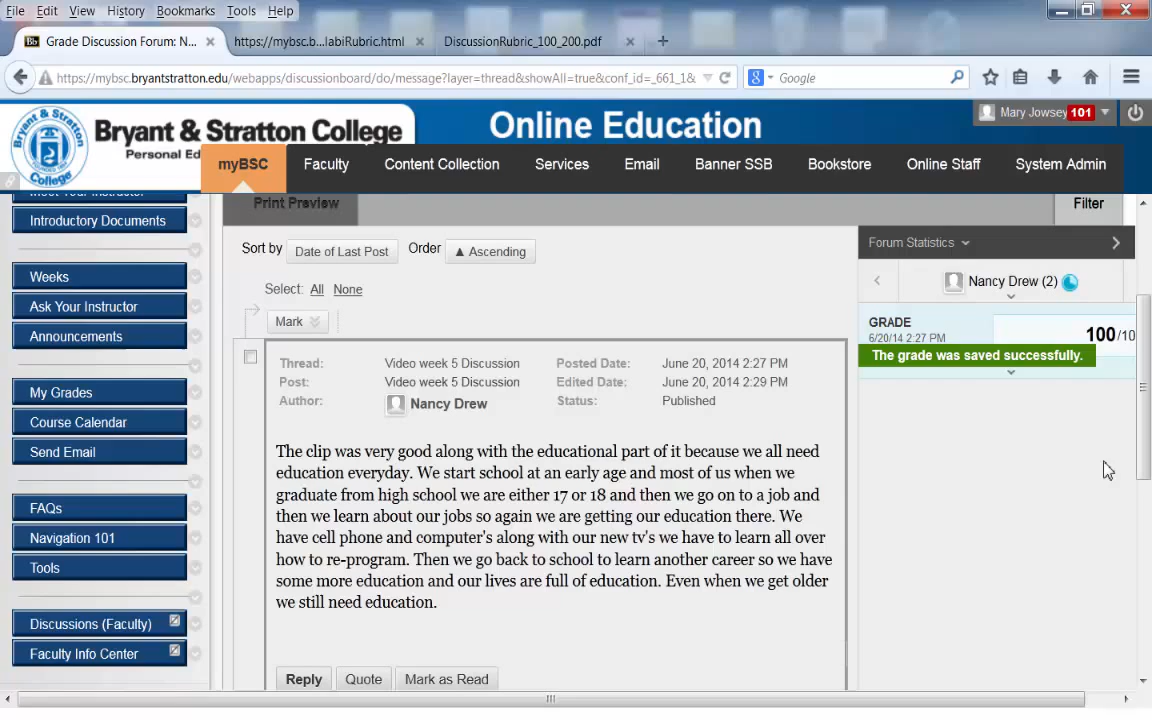 File Edit View History Bookmarks Tools Help
Grade Discussion Forum: N... × https://mybsc.b...labiRubric.html × DiscussionRubric_100_200.pdf × +
https://mybsc.bryantstratton.edu/webapps/discussionboard/do/message?layer=thread&showAll=true&conf_id=_661_1& Google
Bryant & Stratton College
Personal Ed
Online Education
Mary Jowsey 101
myBSC Faculty Content Collection Services Email Banner SSB Bookstore Online Staff System Admin
Meet Your Instructor
Introductory Documents
Weeks
Ask Your Instructor
Announcements
My Grades
Course Calendar
Send Email
FAQs
Navigation 101
Tools
Discussions (Faculty)
Faculty Info Center
Print Preview
Filter
Sort by Date of Last Post Order ▲ Ascending
Select: All None
Mark
Thread: Video week 5 Discussion Posted Date: June 20, 2014 2:27 PM
Post: Video week 5 Discussion Edited Date: June 20, 2014 2:29 PM
Author: Nancy Drew Status: Published
The clip was very good along with the educational part of it because we all need
education everyday. We start school at an early age and most of us when we
graduate from high school we are either 17 or 18 and then we go on to a job and
then we learn about our jobs so again we are getting our education there. We
have cell phone and computer's along with our new tv's we have to learn all over
how to re-program. Then we go back to school to learn another career so we have
some more education and our lives are full of education. Even when we get older
we still need education.
Reply Quote Mark as Read
Forum Statistics
Nancy Drew (2)
GRADE
6/20/14 2:27 PM
100/10
The grade was saved successfully.